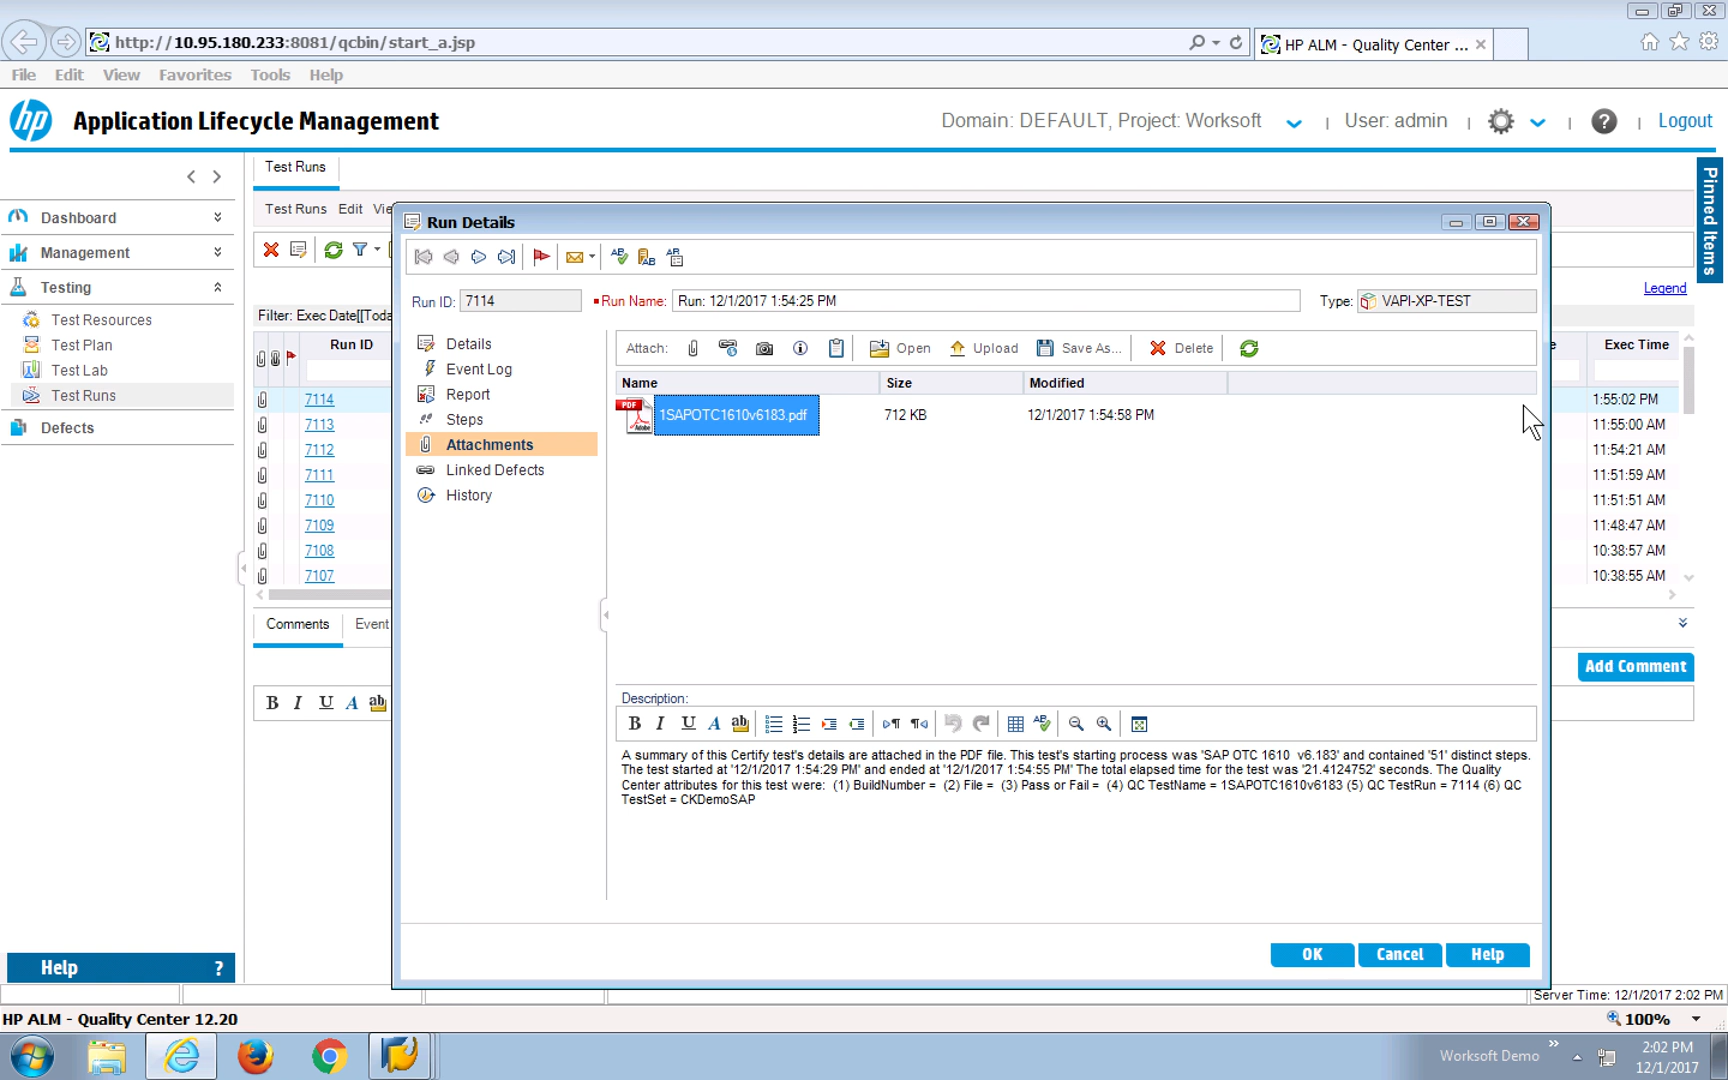 http://10.95.180.233:8081/qcbin/start_a.jsp
HP ALM - Quality Center ...
File Edit View Favorites Tools Help
hp Application Lifecycle Management
Domain: DEFAULT, Project: Worksoft | User: admin | | ? | Logout
Pinned Items
Dashboard
Management
Testing
Test Resources
Test Plan
Test Lab
Test Runs
Defects
Help ?
Test Runs
Test Runs Edit Vie
Legend
Filter: Exec Date[[Toda
Run ID
7114
7113
7112
7111
7110
7109
7108
7107
e Exec Time
1:55:02 PM
11:55:00 AM
11:54:21 AM
11:51:59 AM
11:51:51 AM
11:48:47 AM
10:38:57 AM
10:38:55 AM
Comments Event
Add Comment
B I U A ab
Run Details
Run ID: 7114 Run Name: Run: 12/1/2017 1:54:25 PM Type: VAPI-XP-TEST
Details
Event Log
Report
Steps
Attachments
Linked Defects
History
Attach: Open Upload Save As... Delete
Name Size Modified
PDF Adobe 1SAPOTC1610v6183.pdf 712 KB 12/1/2017 1:54:58 PM
Description:
B I U A ab
A summary of this Certify test's details are attached in the PDF file. This test's starting process was 'SAP OTC 1610 v6.183' and contained '51' distinct steps.
The test started at '12/1/2017 1:54:29 PM' and ended at '12/1/2017 1:54:55 PM' The total elapsed time for the test was '21.4124752' seconds. The Quality
Center attributes for this test were: (1) BuildNumber = (2) File = (3) Pass or Fail = (4) QC TestName = 1SAPOTC1610v6183 (5) QC TestRun = 7114 (6) QC
TestSet = CKDemoSAP
OK Cancel Help
Server Time: 12/1/2017 2:02 PM
HP ALM - Quality Center 12.20
100%
Worksoft Demo
2:02 PM
12/1/2017